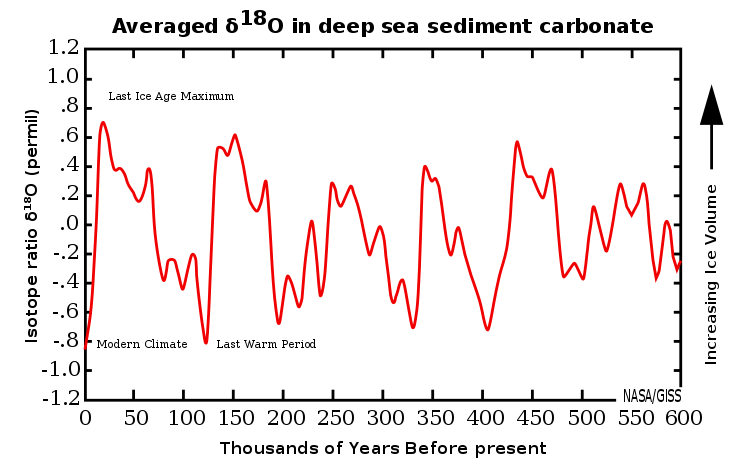 Averaged δ18O in deep sea sediment carbonate
1.2
1.0
.8
.6
.4
.2
.0
-.2
-.4
-.6
-.8
-1.0
-1.2
Isotope ratio δ18O (permil)
Last Ice Age Maximum
Modern Climate
Last Warm Period
Increasing Ice Volume
NASA/GISS
0 50 100 150 200 250 300 350 400 450 500 550 600
Thousands of Years Before present